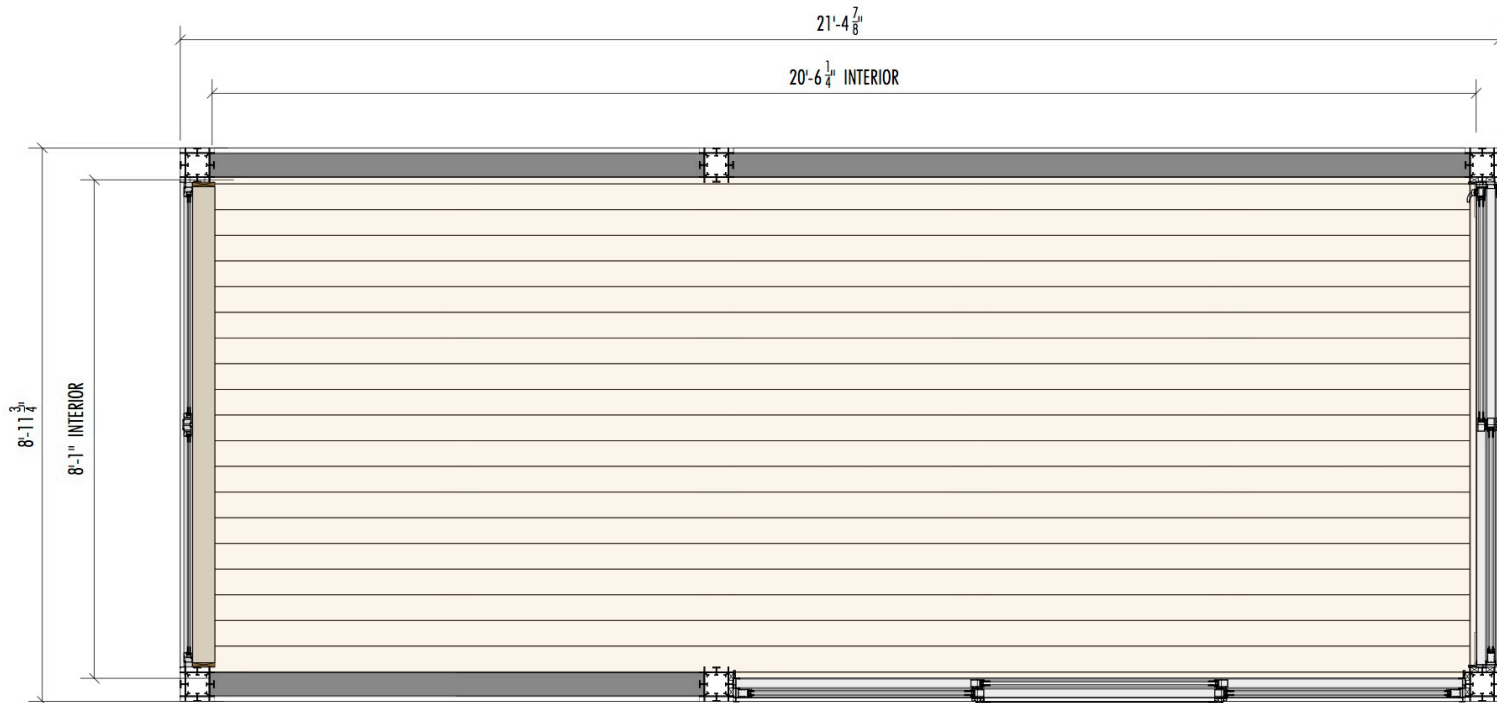 21'-4 7/8"
20'-6 1/4" INTERIOR
8'-11 3/4"
8'-1" INTERIOR